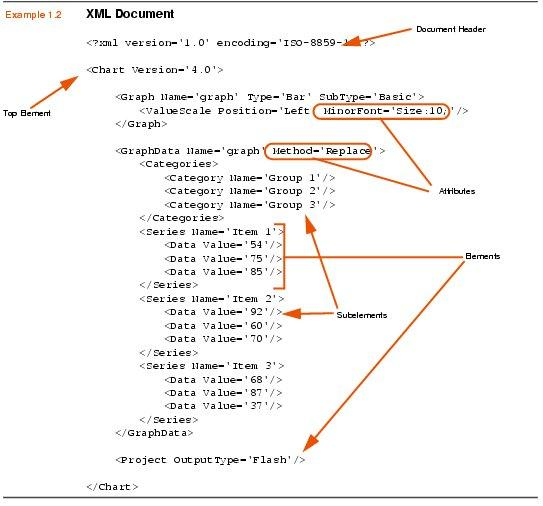 Example 1.2 XML Document
Document Header
<?xml version='1.0' encoding='ISO-8859-1'?>
<Chart Version='4.0'>
Top Element
<Graph Name='graph' Type='Bar' SubType='Basic'>
<ValueScale Position='Left' MinorFont='Size:10;'/>
</Graph>
<GraphData Name='graph' Method='Replace'>
<Categories>
<Category Name='Group 1'/>
<Category Name='Group 2'/>
Attributes
<Category Name='Group 3'/>
</Categories>
<Series Name='Item 1'>
<Data Value='54'/>
<Data Value='75'/>
Elements
<Data Value='85'/>
</Series>
<Series Name='Item 2'>
<Data Value='92'/>
Subelements
<Data Value='60'/>
<Data Value='70'/>
</Series>
<Series Name='Item 3'>
<Data Value='68'/>
<Data Value='87'/>
<Data Value='37'/>
</Series>
</GraphData>
<Project OutputType='Flash'/>
</Chart>